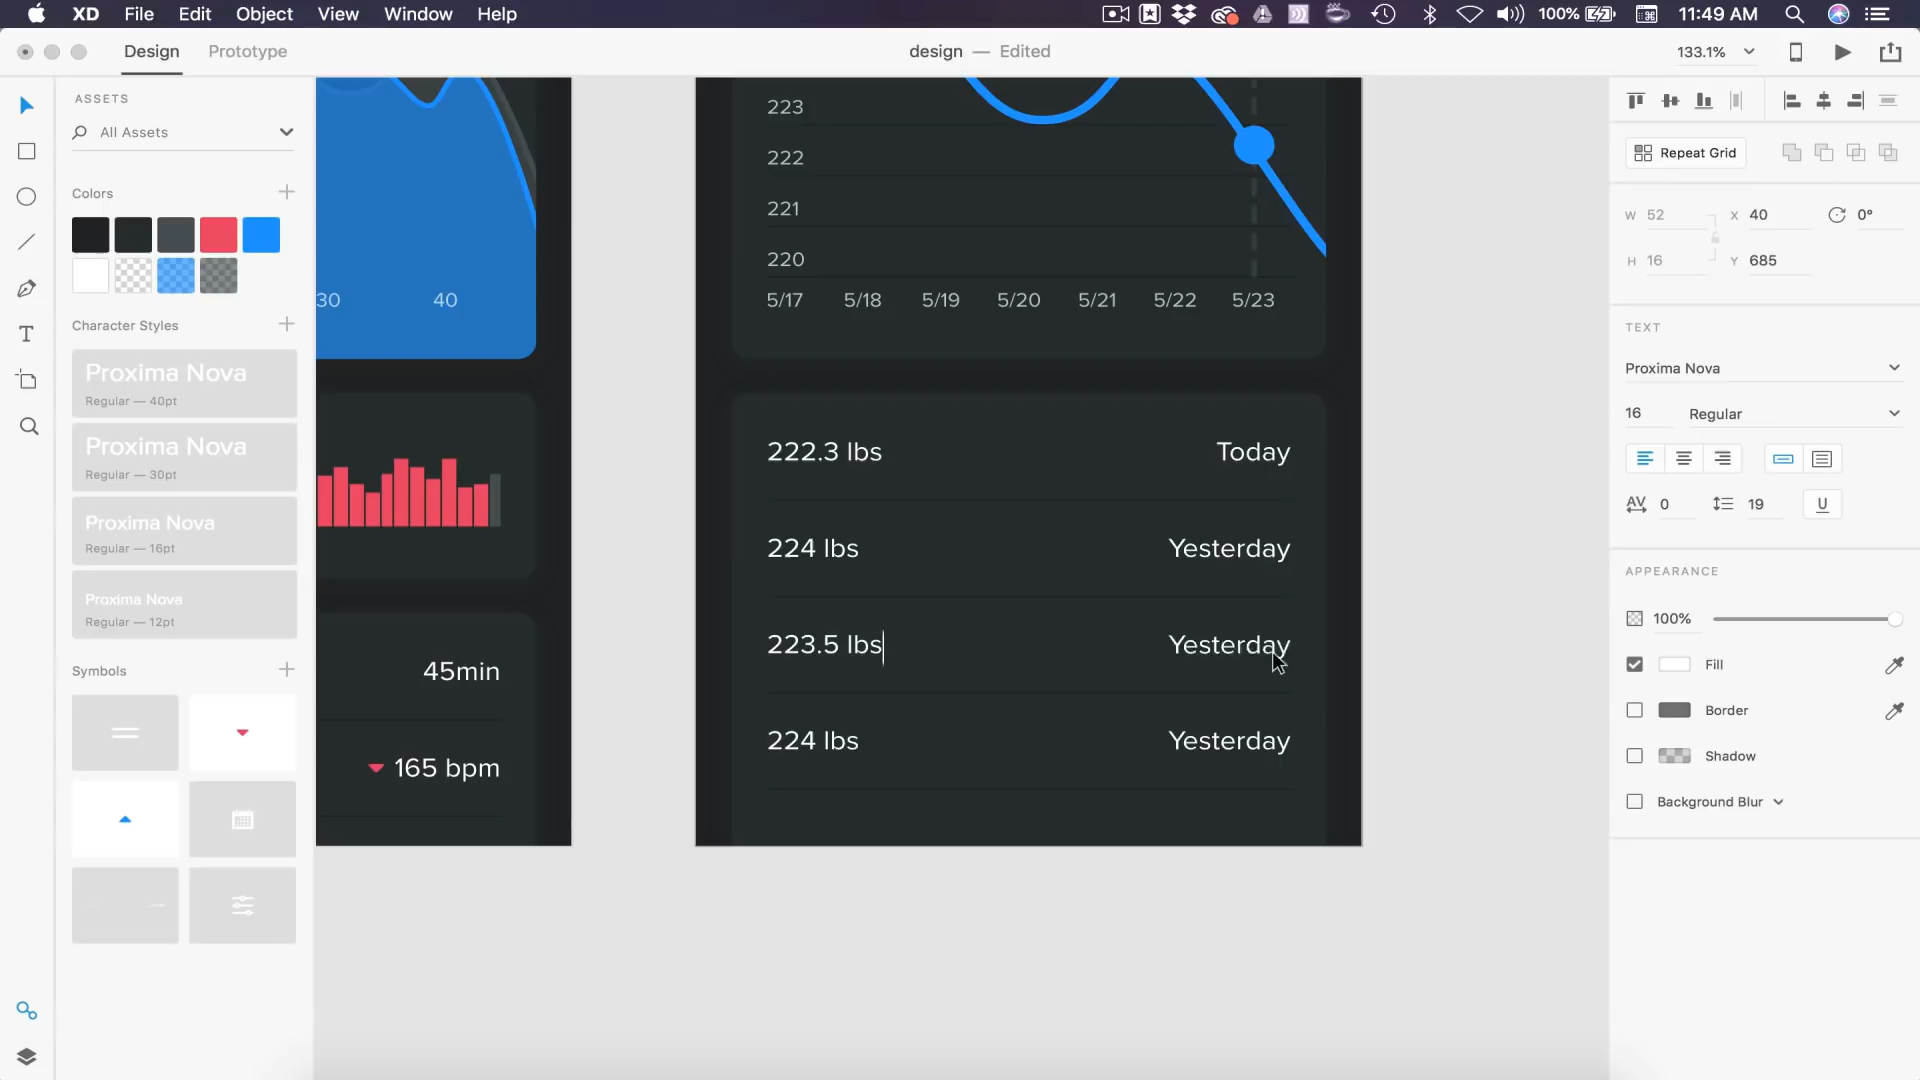 XD File Edit Object View Window Help
100% 11:49 AM
Design Prototype
design — Edited
133.1%
ASSETS
All Assets
Colors
Character Styles
Proxima Nova
Regular — 40pt
Proxima Nova
Regular — 30pt
Proxima Nova
Regular — 16pt
Proxima Nova
Regular — 12pt
Symbols
30 40
45min
165 bpm
223
222
221
220
5/17 5/18 5/19 5/20 5/21 5/22 5/23
222.3 lbs Today
224 lbs Yesterday
223.5 lbs Yesterday
224 lbs Yesterday
Repeat Grid
W 52 X 40 0°
H 16 Y 685
TEXT
Proxima Nova
16 Regular
AV 0 19 U
APPEARANCE
100%
Fill
Border
Shadow
Background Blur